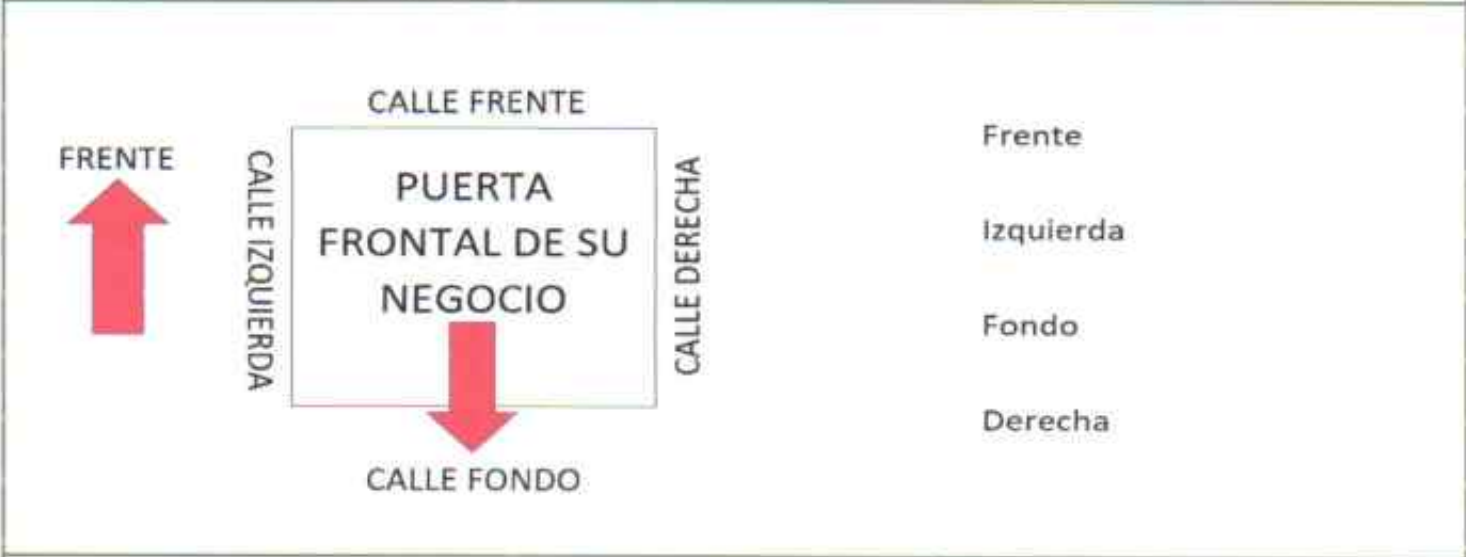 CALLE FRENTE
FRENTE
CALLE IZQUIERDA
PUERTA
FRONTAL DE SU
NEGOCIO
CALLE DERECHA
CALLE FONDO
Frente
Izquierda
Fondo
Derecha